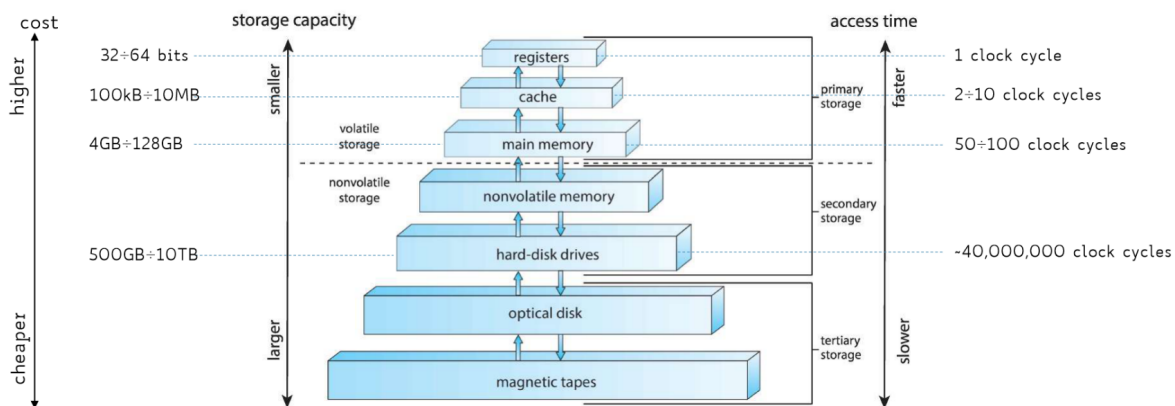 cost
storage capacity
access time
higher
cheaper
smaller
larger
faster
slower
32÷64 bits
registers
1 clock cycle
100kB÷10MB
cache
2÷10 clock cycles
primary
storage
volatile
storage
4GB÷128GB
main memory
50÷100 clock cycles
nonvolatile
storage
nonvolatile memory
secondary
storage
500GB÷10TB
hard-disk drives
-40,000,000 clock cycles
optical disk
tertiary
storage
magnetic tapes